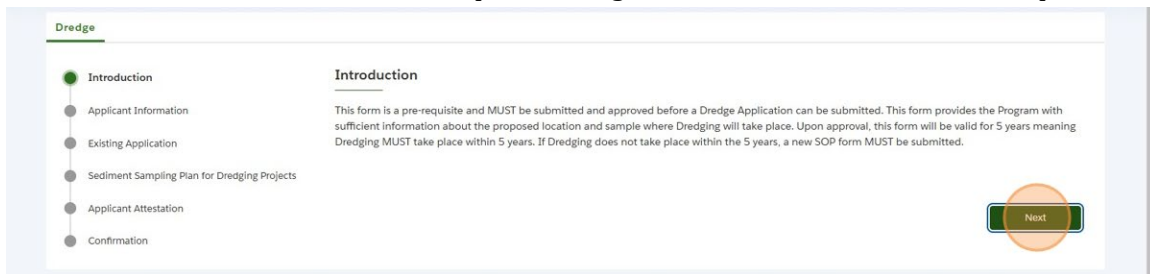 Dredge
Introduction
Applicant Information
Existing Application
Sediment Sampling Plan for Dredging Projects
Applicant Attestation
Confirmation
Introduction
This form is a pre-requisite and MUST be submitted and approved before a Dredge Application can be submitted. This form provides the Program with
sufficient information about the proposed location and sample where Dredging will take place. Upon approval, this form will be valid for 5 years meaning
Dredging MUST take place within 5 years. If Dredging does not take place within the 5 years, a new SOP form MUST be submitted.
Next